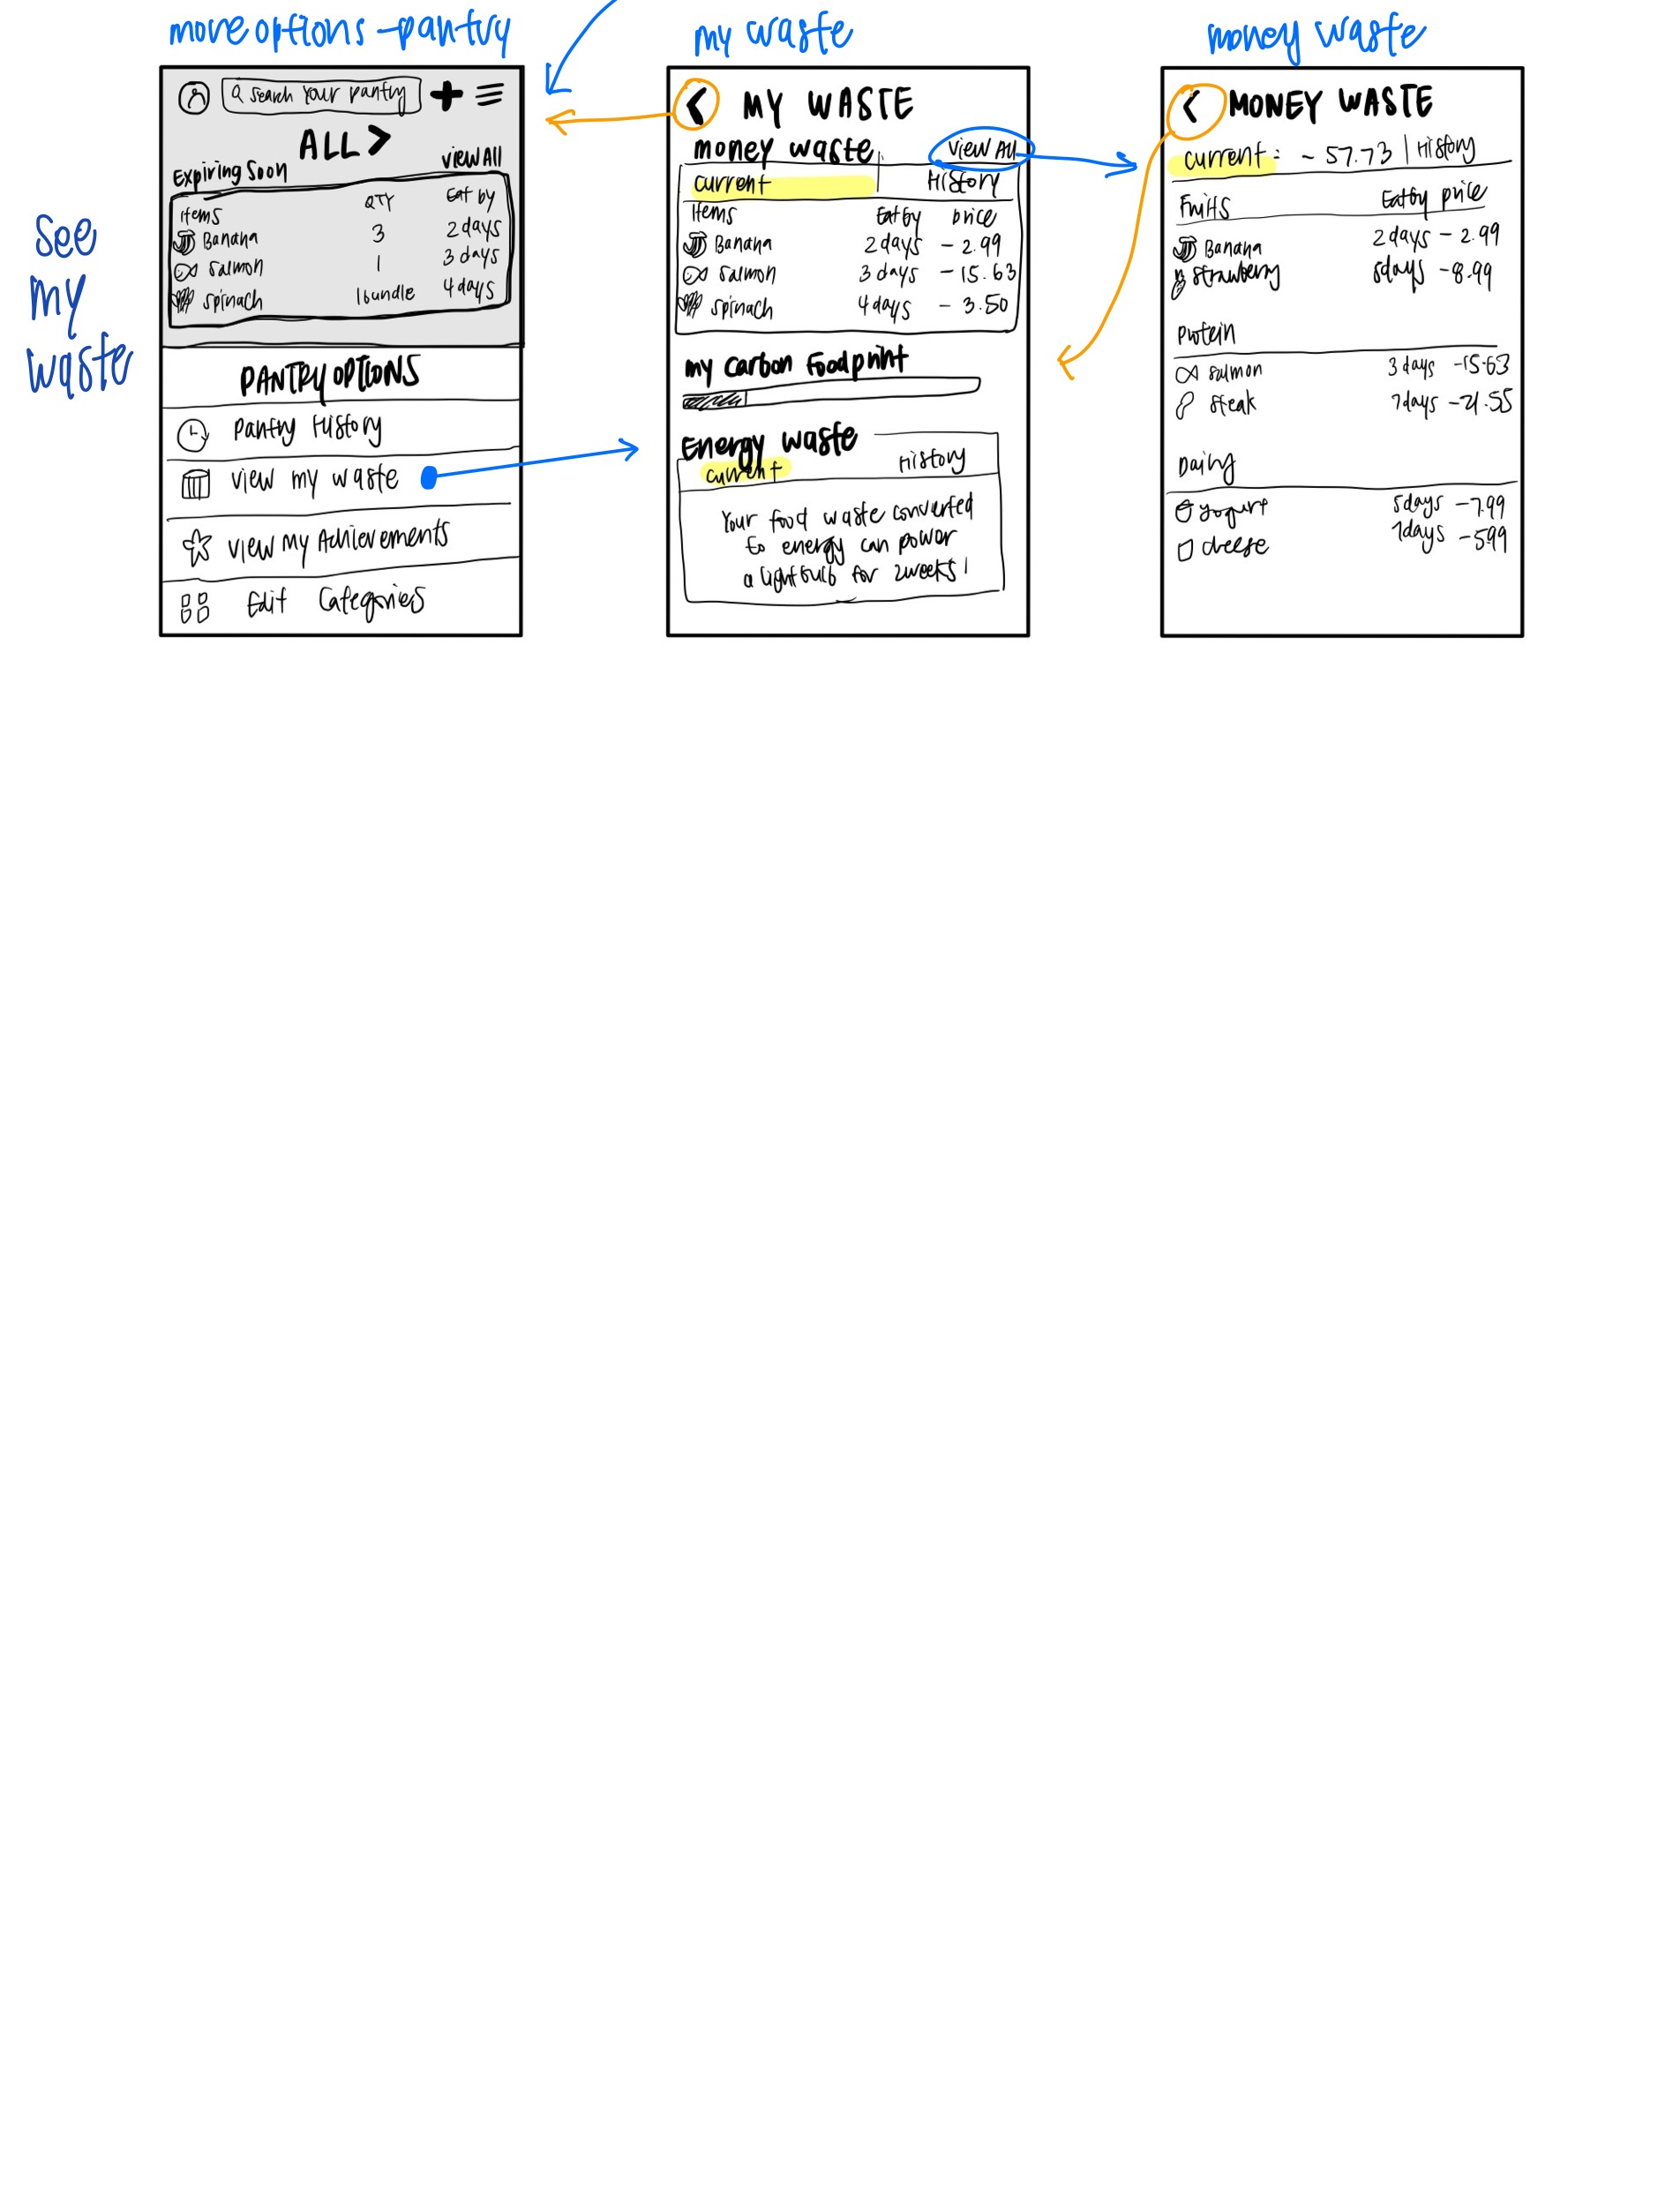 more options - pantry
see
my
waste
Search Your pantry
ALL >
Expiring Soon
View All
Items QTY Eat by
Banana 3 2 days
Salmon 1 3 days
Spinach 1 bundle 4 days
PANTRY OPTIONS
Pantry History
View my waste
View My Achievements
Edit Categories
my waste
< MY WASTE
money waste View All
Current History
Items Eat by price
Banana 2 days - 2.99
Salmon 3 days - 15.63
Spinach 4 days - 3.50
my Carbon Foodprint
Energy waste
Current History
Your food waste converted
to energy can power
a lightbulb for 2 weeks!
money waste
< MONEY WASTE
Current: - 57.73 | History
Fruits Eat by price
Banana 2 days - 2.99
Strawberry 5 days - 8.99
Protein
Salmon 3 days - 15.63
Steak 7 days - 21.55
Dairy
Yogurt 5 days - 7.99
cheese 7 days - 5.99